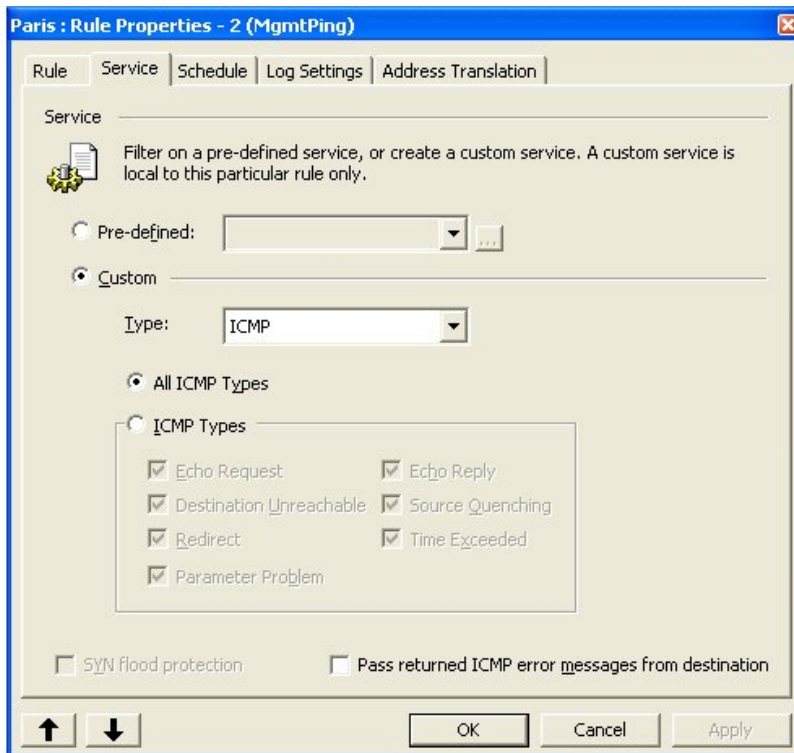 Paris : Rule Properties - 2 (MgmtPing)
Rule Service Schedule Log Settings Address Translation
Service
Filter on a pre-defined service, or create a custom service. A custom service is
local to this particular rule only.
Pre-defined: ...
Custom
Type: ICMP
All ICMP Types
ICMP Types
Echo Request Echo Reply
Destination Unreachable Source Quenching
Redirect Time Exceeded
Parameter Problem
SYN flood protection Pass returned ICMP error messages from destination
OK Cancel Apply